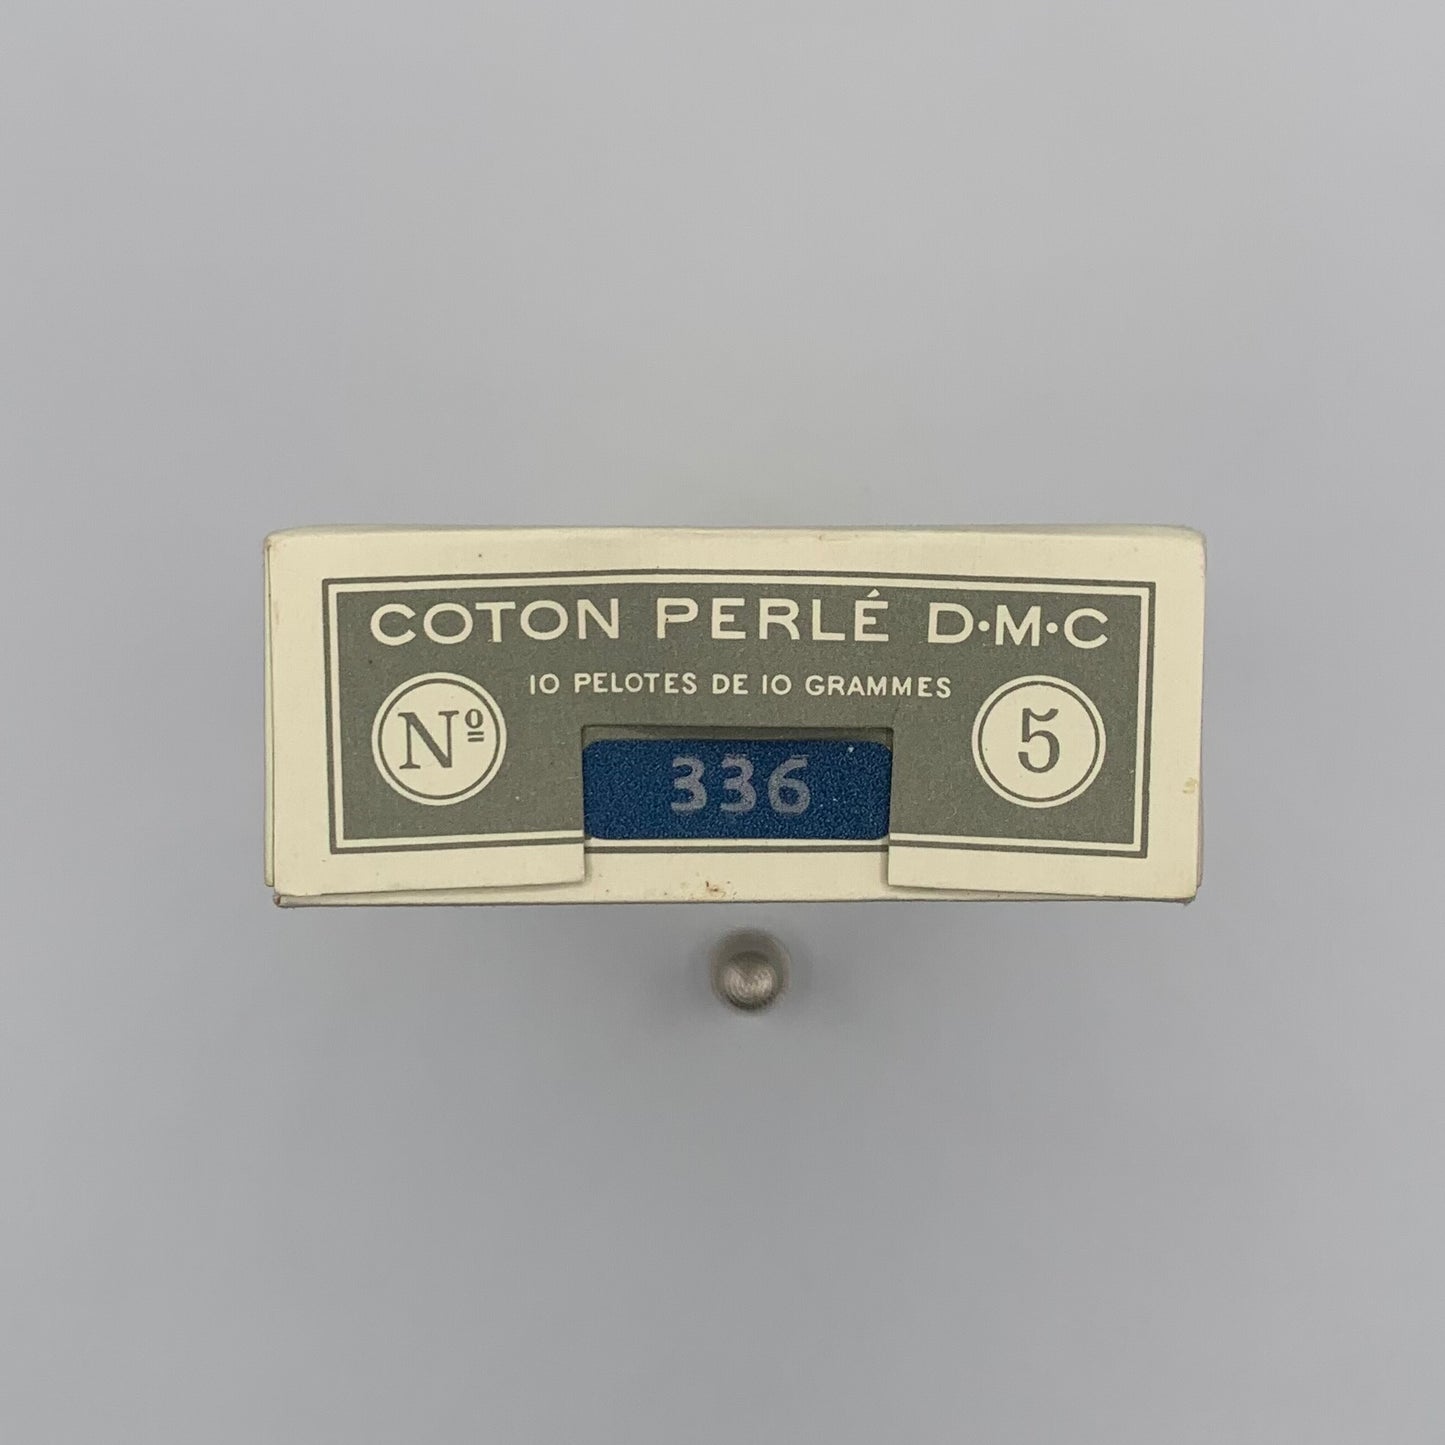 COTON PERLÉ D·M·C
10 PELOTES DE 10 GRAMMES
Nº
5
336